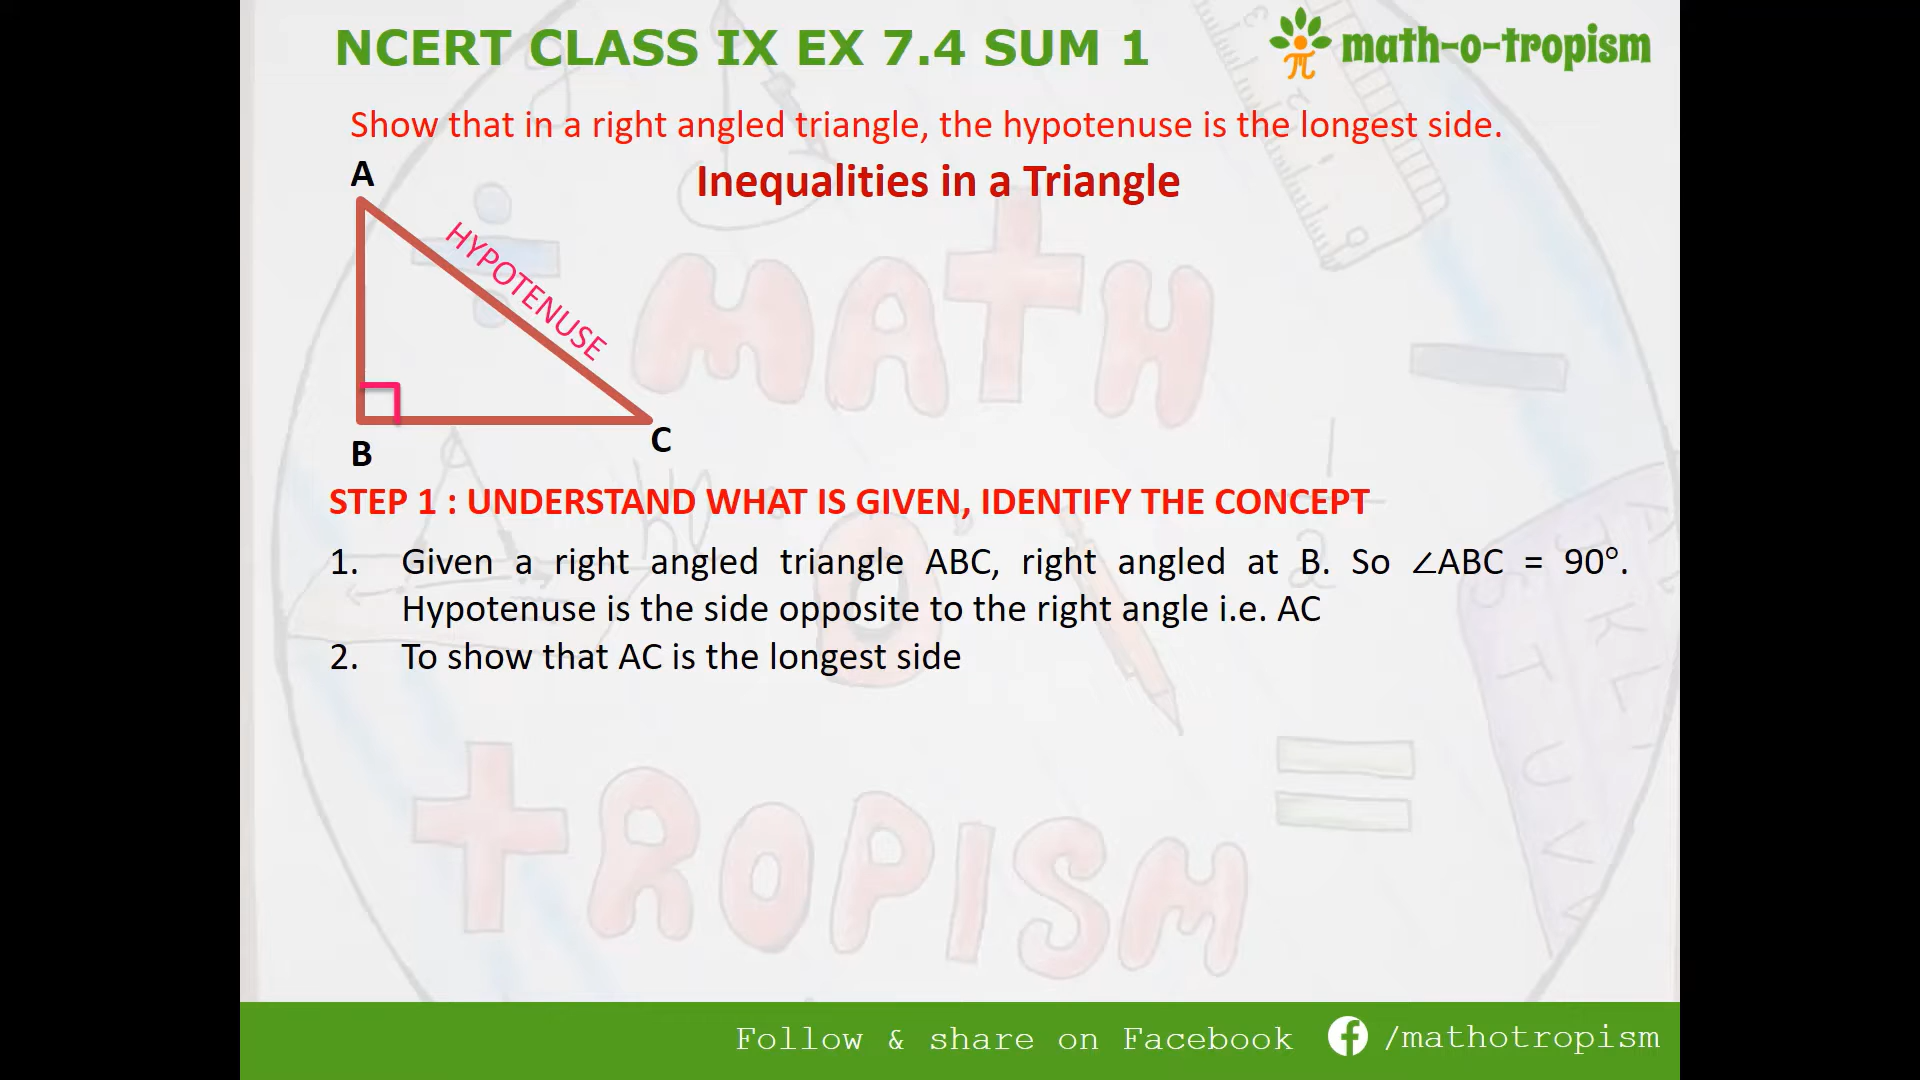 NCERT CLASS IX EX 7.4 SUM 1
math-o-tropism
Show that in a right angled triangle, the hypotenuse is the longest side.
Inequalities in a Triangle
A
HYPOTENUSE
B
C
STEP 1 : UNDERSTAND WHAT IS GIVEN, IDENTIFY THE CONCEPT
1. Given a right angled triangle ABC, right angled at B. So ∠ABC = 90°.
Hypotenuse is the side opposite to the right angle i.e. AC
2. To show that AC is the longest side
MATH
O
TROPISM
Follow & share on Facebook /mathotropism